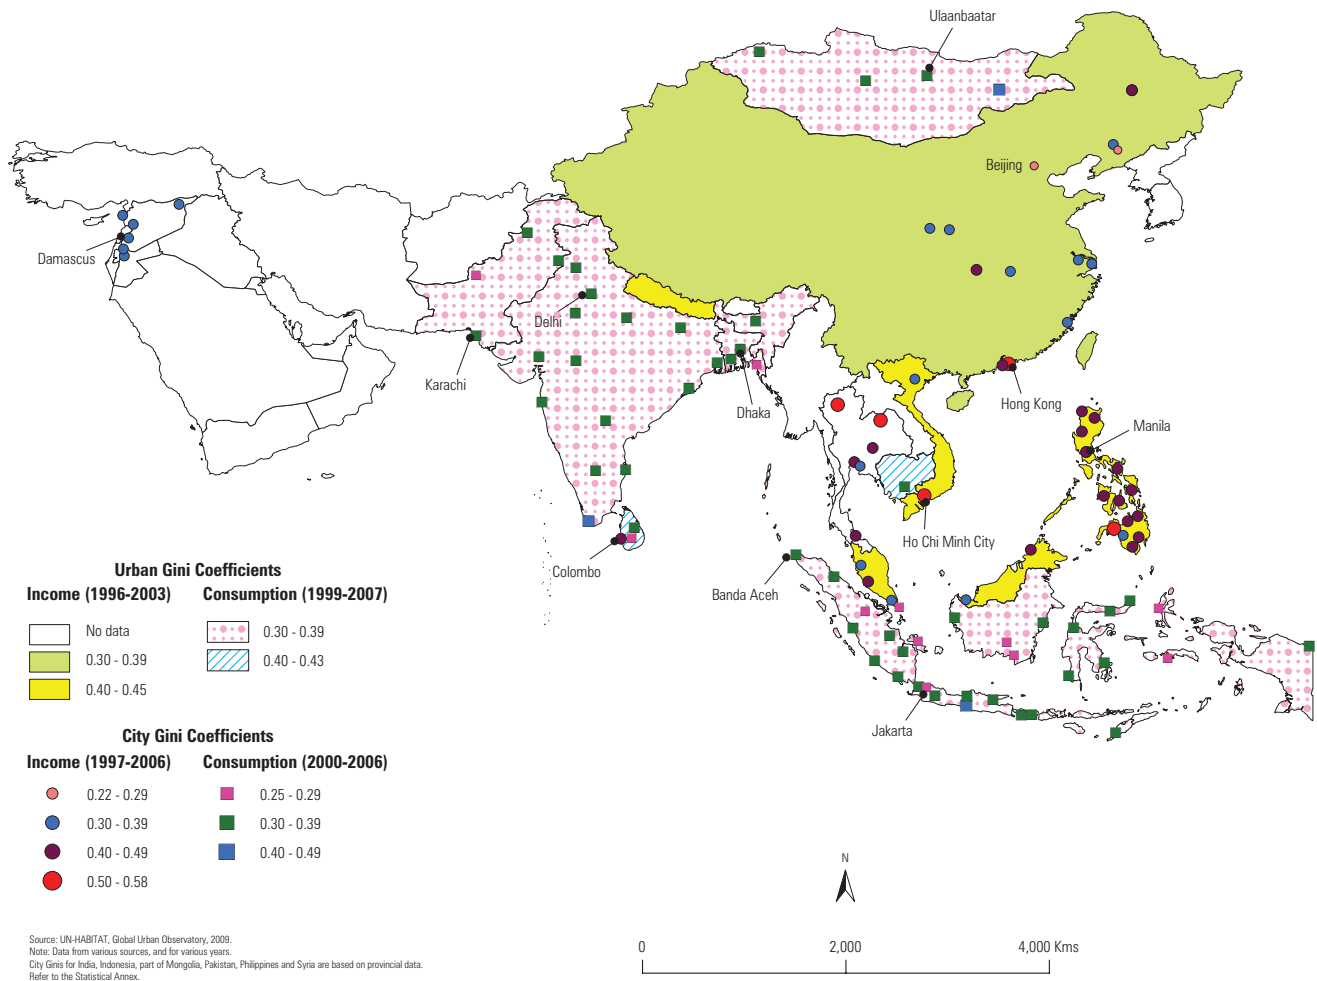 Ulaanbaatar
Beijing
Damascus
Delhi
Karachi
Dhaka
Hong Kong
Manila
Ho Chi Minh City
Colombo
Banda Aceh
Jakarta
Urban Gini Coefficients
Income (1996-2003) Consumption (1999-2007)
No data 0.30 - 0.39
0.30 - 0.39 0.40 - 0.43
0.40 - 0.45
City Gini Coefficients
Income (1997-2006) Consumption (2000-2006)
0.22 - 0.29 0.25 - 0.29
0.30 - 0.39 0.30 - 0.39
0.40 - 0.49 0.40 - 0.49
0.50 - 0.58
N
0 2,000 4,000 Kms
Source: UN-HABITAT, Global Urban Observatory, 2009.
Note: Data from various sources, and for various years.
City Ginis for India, Indonesia, part of Mongolia, Pakistan, Philippines and Syria are based on provincial data.
Refer to the Statistical Annex.